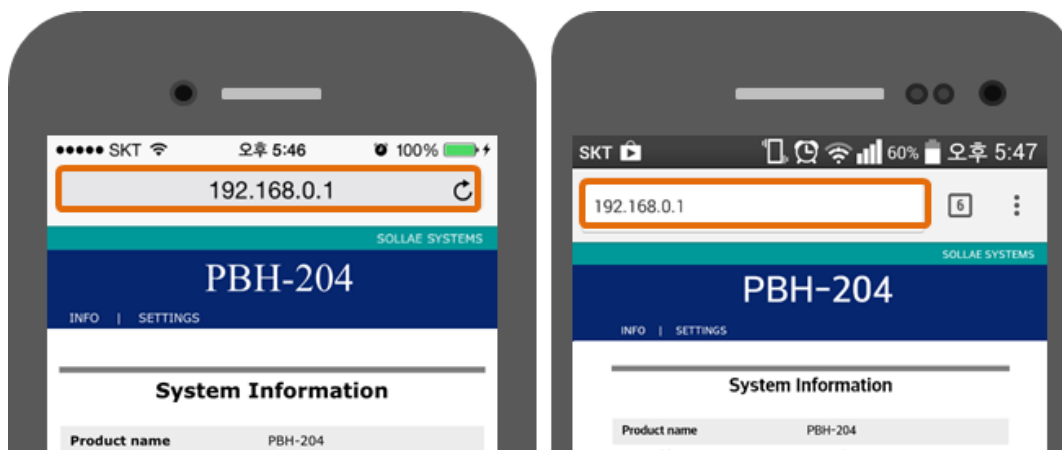 SKT 오후 5:46 100%
192.168.0.1
SOLLAE SYSTEMS
PBH-204
INFO | SETTINGS
System Information
Product name PBH-204
SKT 60% 오후 5:47
192.168.0.1 6
SOLLAE SYSTEMS
PBH-204
INFO | SETTINGS
System Information
Product name PBH-204